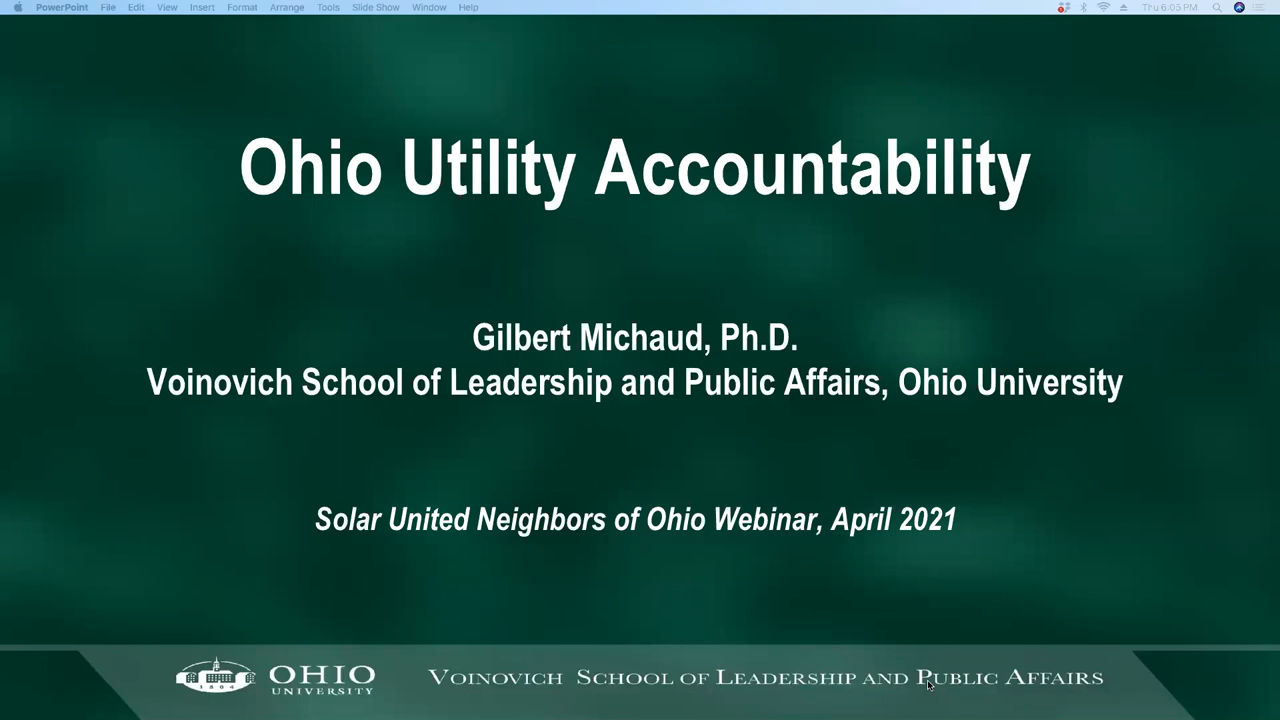 PowerPoint File Edit View Insert Format Arrange Tools Slide Show Window Help Thu 6:05 PM
Ohio Utility Accountability
Gilbert Michaud, Ph.D.
Voinovich School of Leadership and Public Affairs, Ohio University
Solar United Neighbors of Ohio Webinar, April 2021
1804
OHIO
UNIVERSITY
VOINOVICH SCHOOL OF LEADERSHIP AND PUBLIC AFFAIRS